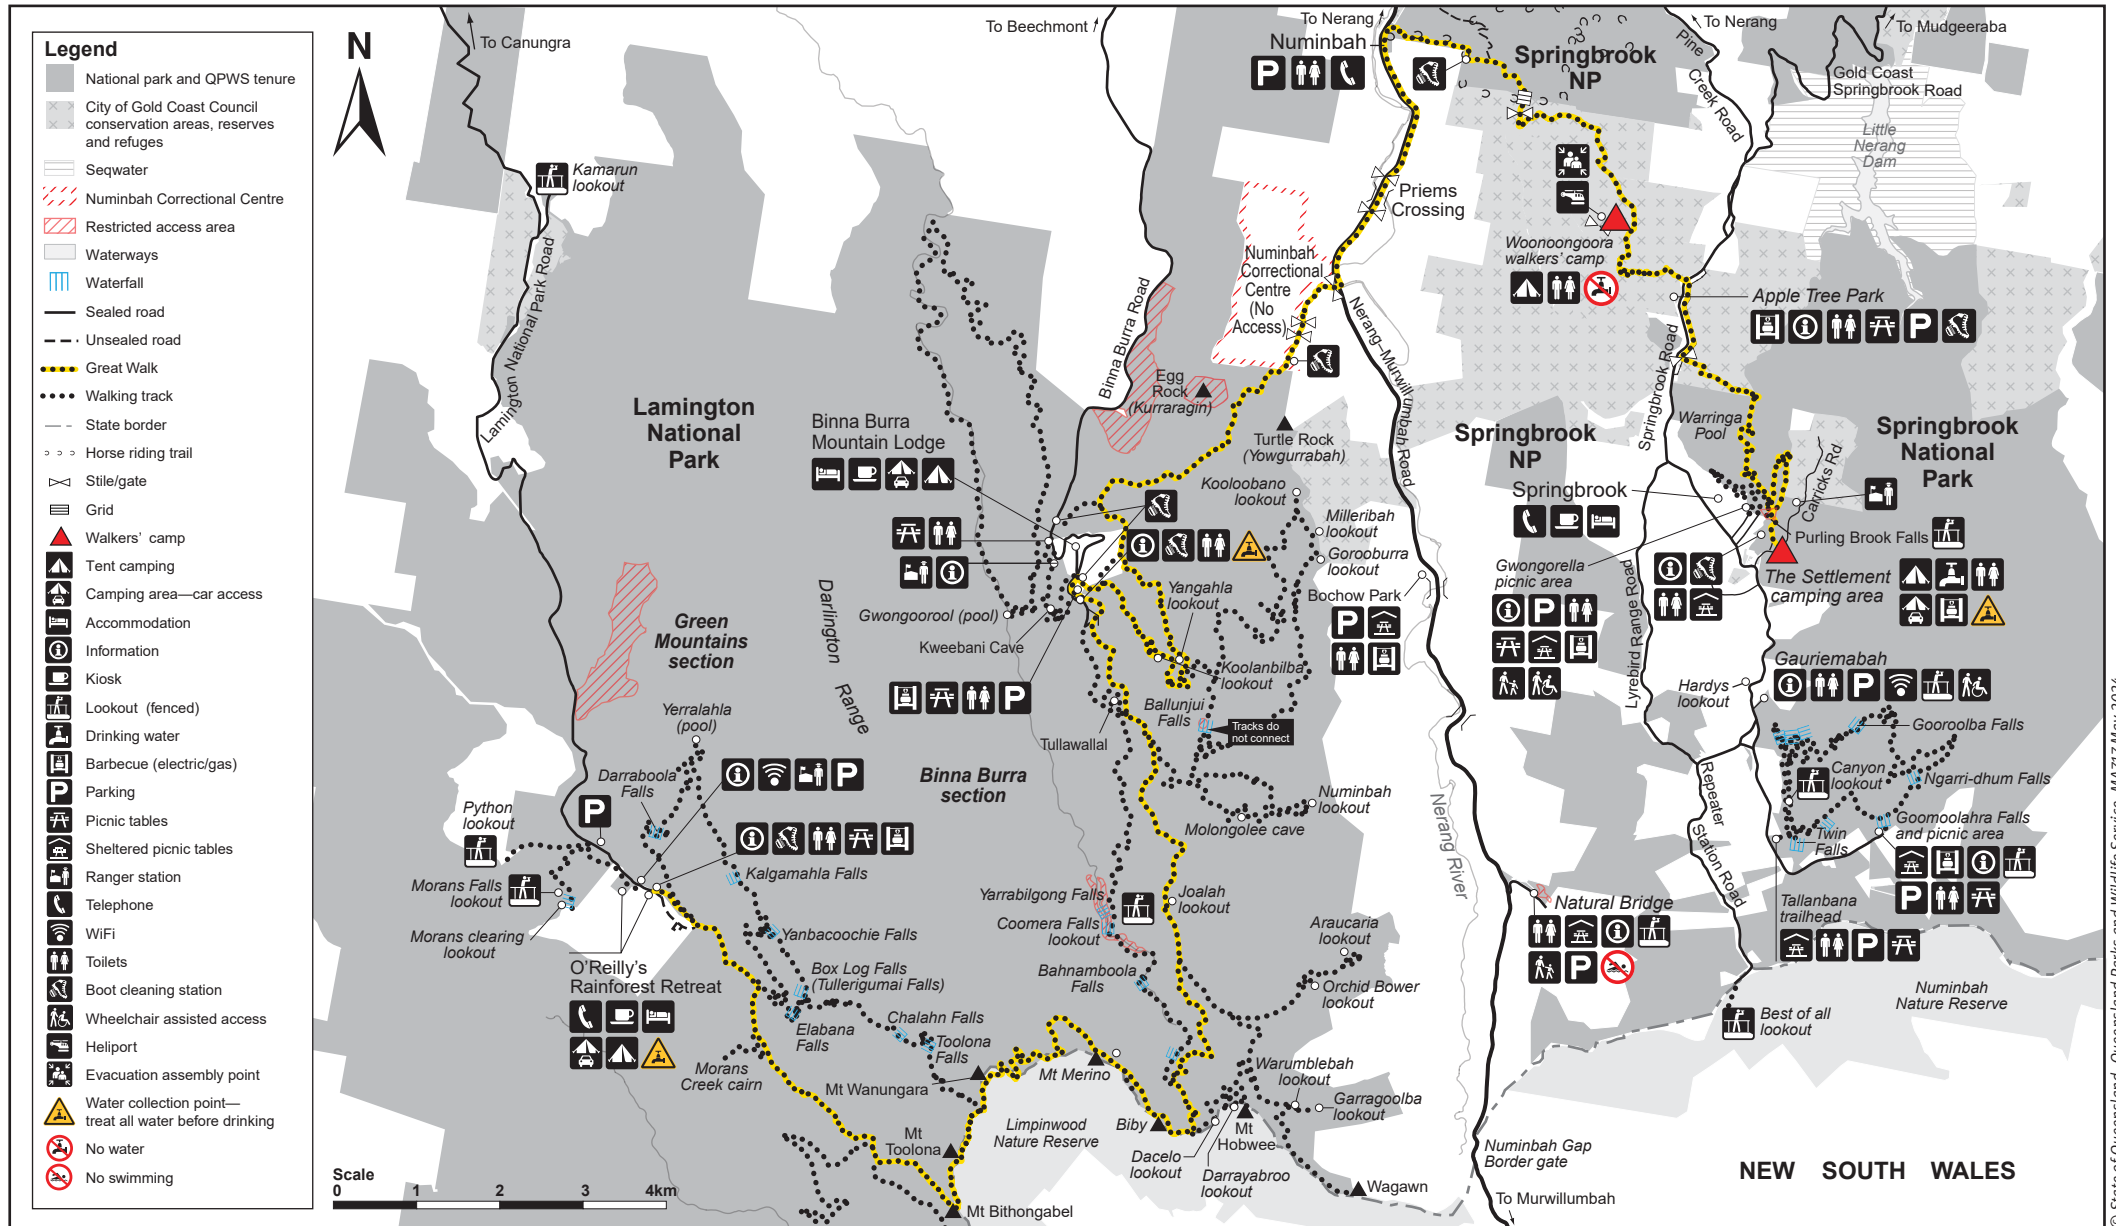 Legend
National park and QPWS tenure
City of Gold Coast Council
conservation areas, reserves
and refuges
Seqwater
Numinbah Correctional Centre
Restricted access area
Waterways
Waterfall
Sealed road
Unsealed road
Great Walk
Walking track
State border
Horse riding trail
Stile/gate
Grid
Walkers' camp
Tent camping
Camping area—car access
Accommodation
Information
Kiosk
Lookout (fenced)
Drinking water
Barbecue (electric/gas)
P
Parking
Picnic tables
Sheltered picnic tables
Ranger station
Telephone
WiFi
Toilets
Boot cleaning station
Wheelchair assisted access
Heliport
Evacuation assembly point
Water collection point—
treat all water before drinking
No water
No swimming
N
To Canungra
To Beechmont
To Nerang
Numinbah
P
Springbrook
NP
To Nerang
Pine
Creek Road
To Mudgeeraba
Gold Coast
Springbrook Road
Little
Nerang
Dam
Kamarun
lookout
Lamington National Park Road
Priems
Crossing
Numinbah
Correctional
Centre
(No
Access)
Woonoongoora
walkers' camp
Apple Tree Park
P
Binna Burra Road
Egg
Rock
(Kurraragin)
Nerang–Murwillumbah Road
Springbrook Road
Lamington
National
Park
Binna Burra
Mountain Lodge
Turtle Rock
(Yowgurrabah)
Springbrook
NP
Warringa
Pool
Springbrook
National
Park
Carricks Rd
Kooloobano
lookout
Milleribah
lookout
Gorooburra
lookout
Springbrook
Purling Brook Falls
Gwongorella
picnic area
P
The Settlement
camping area
Bochow Park
P
Yangahla
lookout
Gwongoorool (pool)
Kweebani Cave
P
Koolanbilba
lookout
Ballunjui
Falls
Tracks do
not connect
Tullawallal
Darlington
Range
Green
Mountains
section
Binna Burra
section
Lyrebird Range Road
Gauriemabah
P
Hardys
lookout
Gooroolba Falls
Canyon
lookout
Ngarri-dhum Falls
Goomoolahra Falls
and picnic area
P
Twin
Falls
Repeater
Station Road
Tallanbana
trailhead
P
Yerralahla
(pool)
Darraboola
Falls
P
P
Python
lookout
Morans Falls
lookout
Morans clearing
lookout
Kalgamahla Falls
Numinbah
lookout
Molongolee cave
Nerang River
Yarrabilgong Falls
Coomera Falls
lookout
Joalah
lookout
Natural Bridge
P
Yanbacoochie Falls
Box Log Falls
(Tullerigumai Falls)
O'Reilly's
Rainforest Retreat
Elabana
Falls
Bahnamboola
Falls
Araucaria
lookout
Orchid Bower
lookout
Numinbah
Nature Reserve
Best of all
lookout
Chalahn Falls
Toolona
Falls
Morans
Creek cairn
Mt Wanungara
Mt Merino
Warumblebah
lookout
Garragoolba
lookout
Limpinwood
Nature Reserve
Biby
Mt
Hobwee
Mt
Toolona
Dacelo
lookout
Darrayabroo
lookout
Numinbah Gap
Border gate
NEW SOUTH WALES
Wagawn
To Murwillumbah
Mt Bithongabel
Scale
0 1 2 3 4km